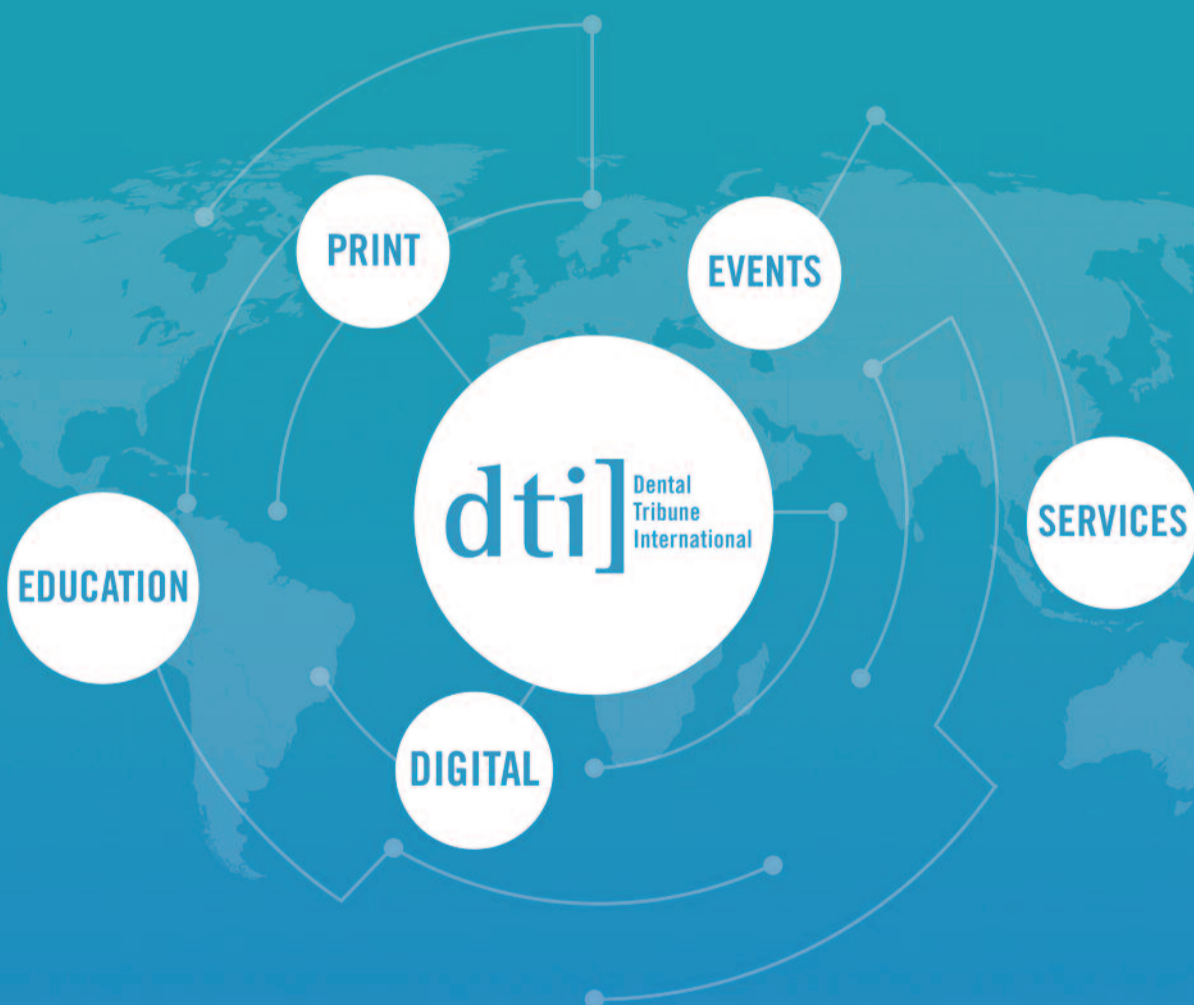 PRINT
EVENTS
dti]
Dental
Tribune
International
SERVICES
EDUCATION
DIGITAL